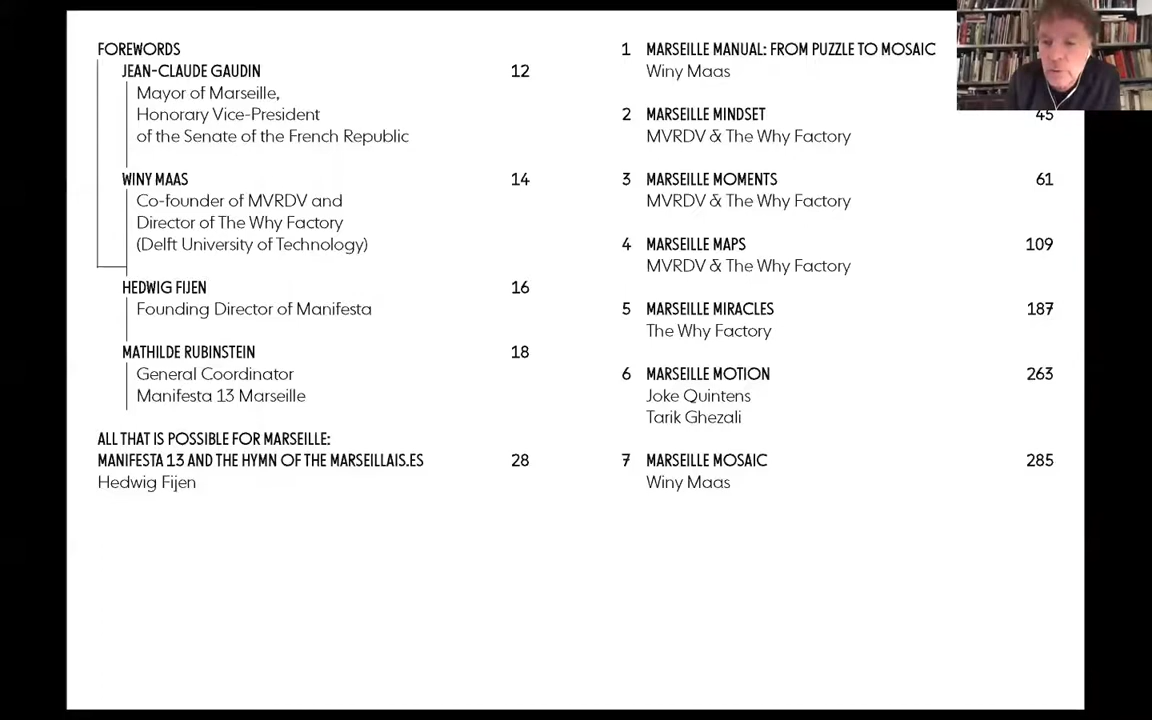 FOREWORDS
JEAN-CLAUDE GAUDIN 12
Mayor of Marseille,
Honorary Vice-President
of the Senate of the French Republic
WINY MAAS 14
Co-founder of MVRDV and
Director of The Why Factory
(Delft University of Technology)
HEDWIG FIJEN 16
Founding Director of Manifesta
MATHILDE RUBINSTEIN 18
General Coordinator
Manifesta 13 Marseille
ALL THAT IS POSSIBLE FOR MARSEILLE:
MANIFESTA 13 AND THE HYMN OF THE MARSEILLAIS.ES 28
Hedwig Fijen
1 MARSEILLE MANUAL: FROM PUZZLE TO MOSAIC
Winy Maas
2 MARSEILLE MINDSET 45
MVRDV & The Why Factory
3 MARSEILLE MOMENTS 61
MVRDV & The Why Factory
4 MARSEILLE MAPS 109
MVRDV & The Why Factory
5 MARSEILLE MIRACLES 187
The Why Factory
6 MARSEILLE MOTION 263
Joke Quintens
Tarik Ghezali
7 MARSEILLE MOSAIC 285
Winy Maas